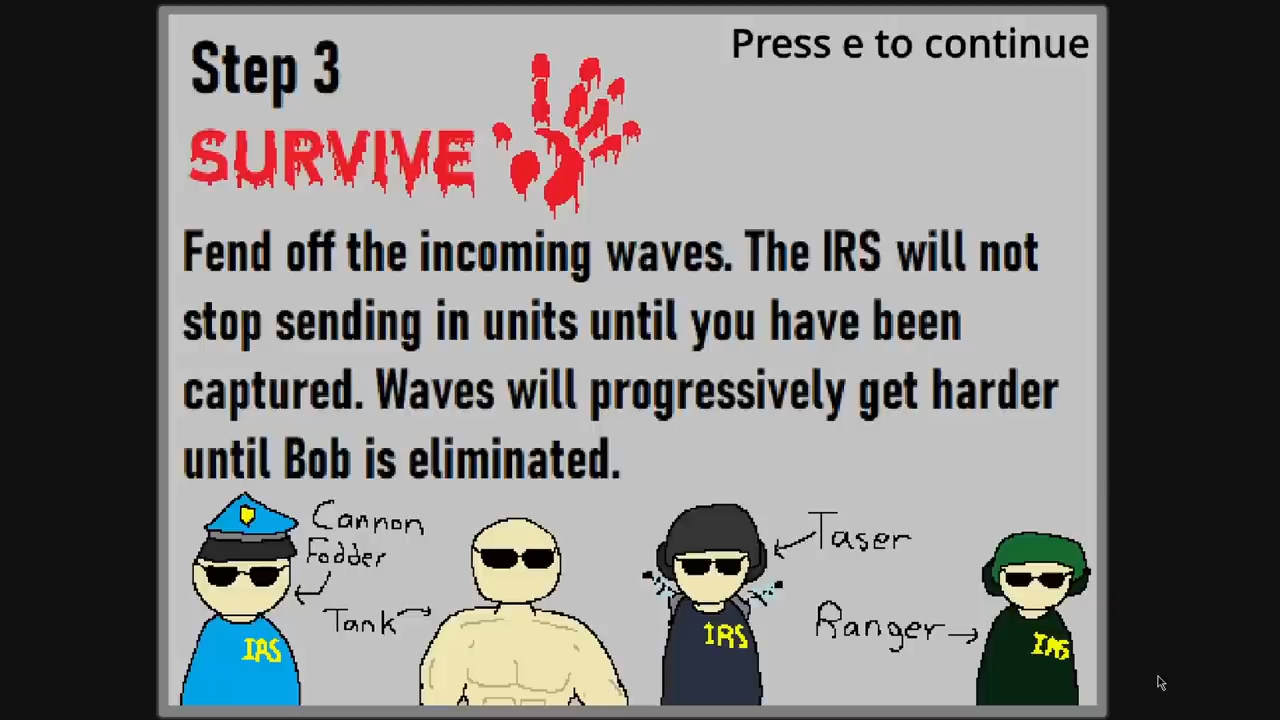 Step 3
Press e to continue
SURVIVE
Fend off the incoming waves. The IRS will not
stop sending in units until you have been
captured. Waves will progressively get harder
until Bob is eliminated.
Cannon
Fodder
Tank
Taser
Ranger
IRS
IRS
IRS